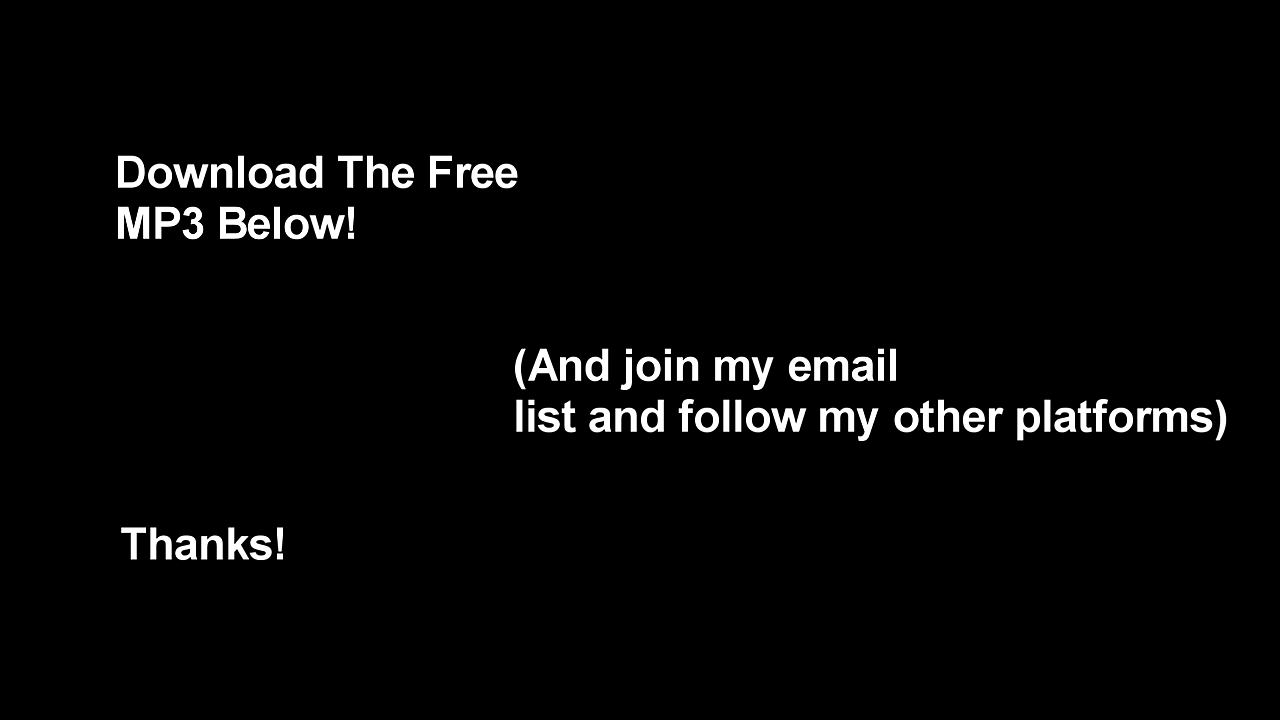 Download The Free
MP3 Below!
(And join my email
list and follow my other platforms)
Thanks!